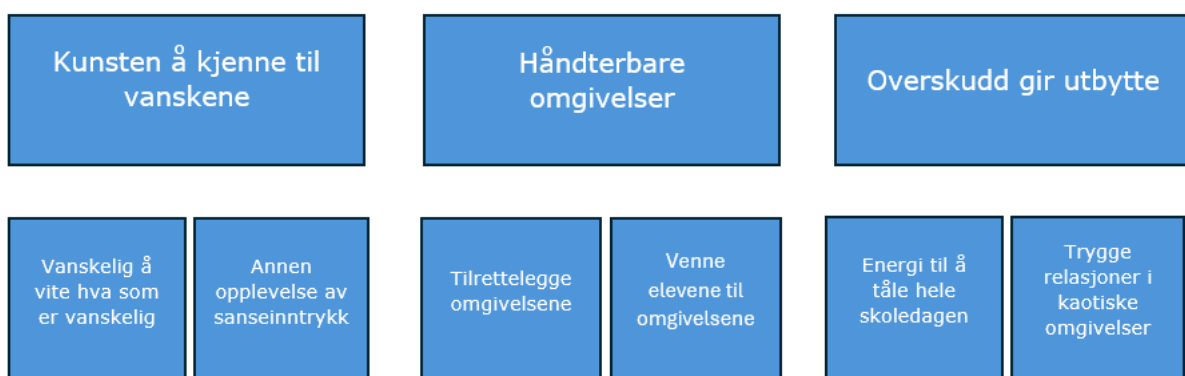 Kunsten å kjenne til
vanskene
Håndterbare
omgivelser
Overskudd gir utbytte
Vanskelig å
vite hva som
er vanskelig
Annen
opplevelse av
sanseinntrykk
Tilrettelegge
omgivelsene
Venne
elevene til
omgivelsene
Energi til å
tåle hele
skoledagen
Trygge
relasjoner i
kaotiske
omgivelser